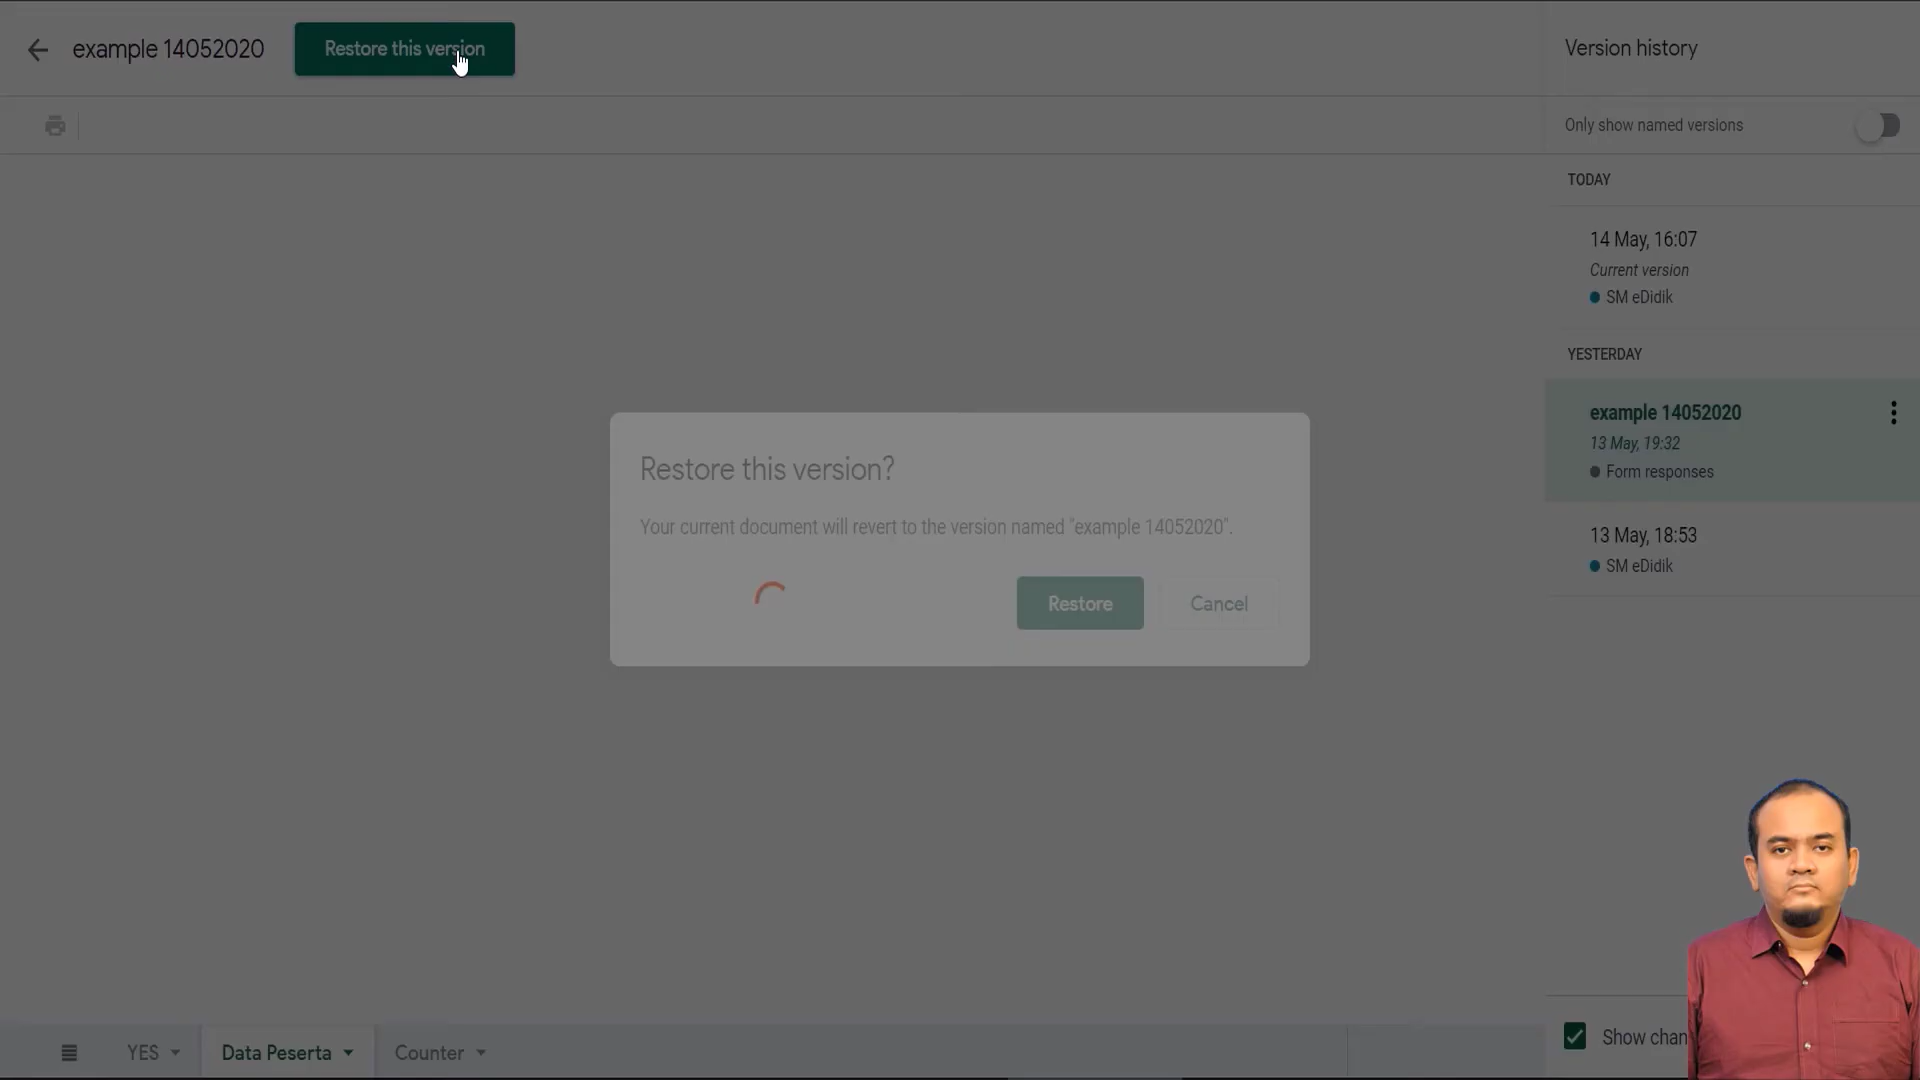 example 14052020
Restore this version
Version history
Only show named versions
TODAY
14 May, 16:07
Current version
SM eDidik
YESTERDAY
example 14052020
13 May, 19:32
Form responses
13 May, 18:53
SM eDidik
Restore this version?
Your current document will revert to the version named "example 14052020".
Restore
Cancel
YES
Data Peserta
Counter
Show chan